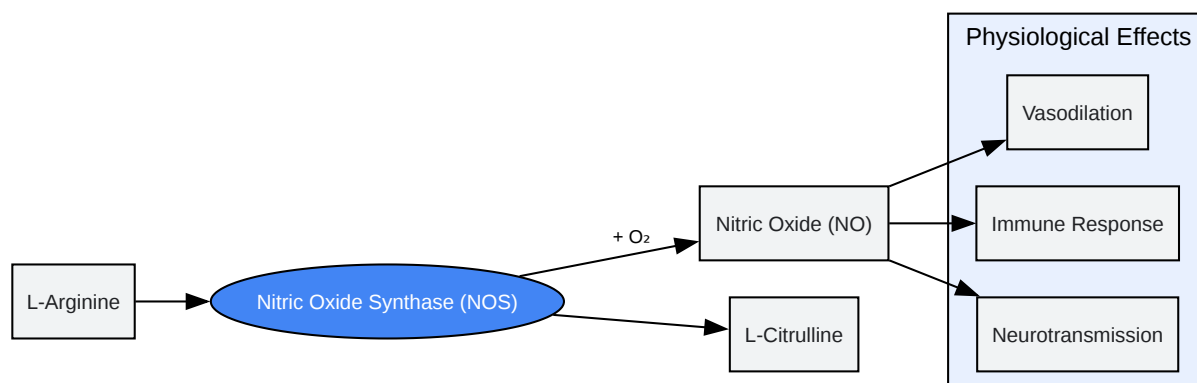 Physiological Effects
Vasodilation
Nitric Oxide (NO)
Immune Response
+ O₂
L-Arginine
Nitric Oxide Synthase (NOS)
L-Citrulline
Neurotransmission